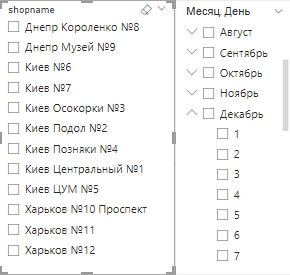 shopname
Днепр Короленко №8
Днепр Музей №9
Киев №6
Киев №7
Киев Осокорки №3
Киев Подол №2
Киев Позняки №4
Киев Центральный №1
Киев ЦУМ №5
Харьков №10 Проспект
Харьков №11
Харьков №12
Месяц, День
Август
Сентябрь
Октябрь
Ноябрь
Декабрь
1
2
3
4
5
6
7